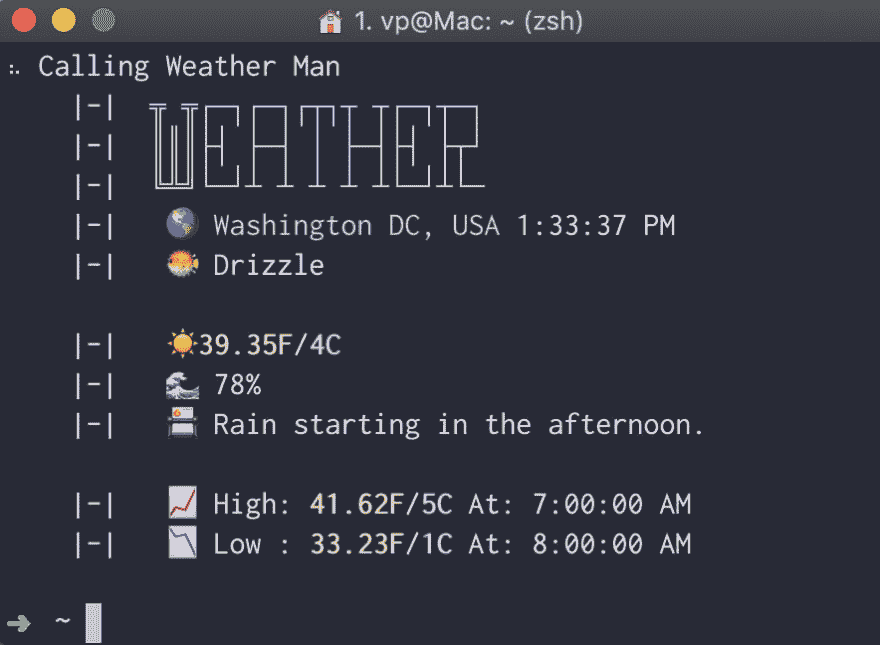 🏠 1. vp@Mac: ~ (zsh)
Calling Weather Man
|-|
|-| WEATHER
|-|
|-| 🌎 Washington DC, USA 1:33:37 PM
|-| 🐡 Drizzle
|-| ☀️39.35F/4C
|-| 🌊 78%
|-| Rain starting in the afternoon.
|-| 📈 High: 41.62F/5C At: 7:00:00 AM
|-| 📉 Low : 33.23F/1C At: 8:00:00 AM
➜ ~